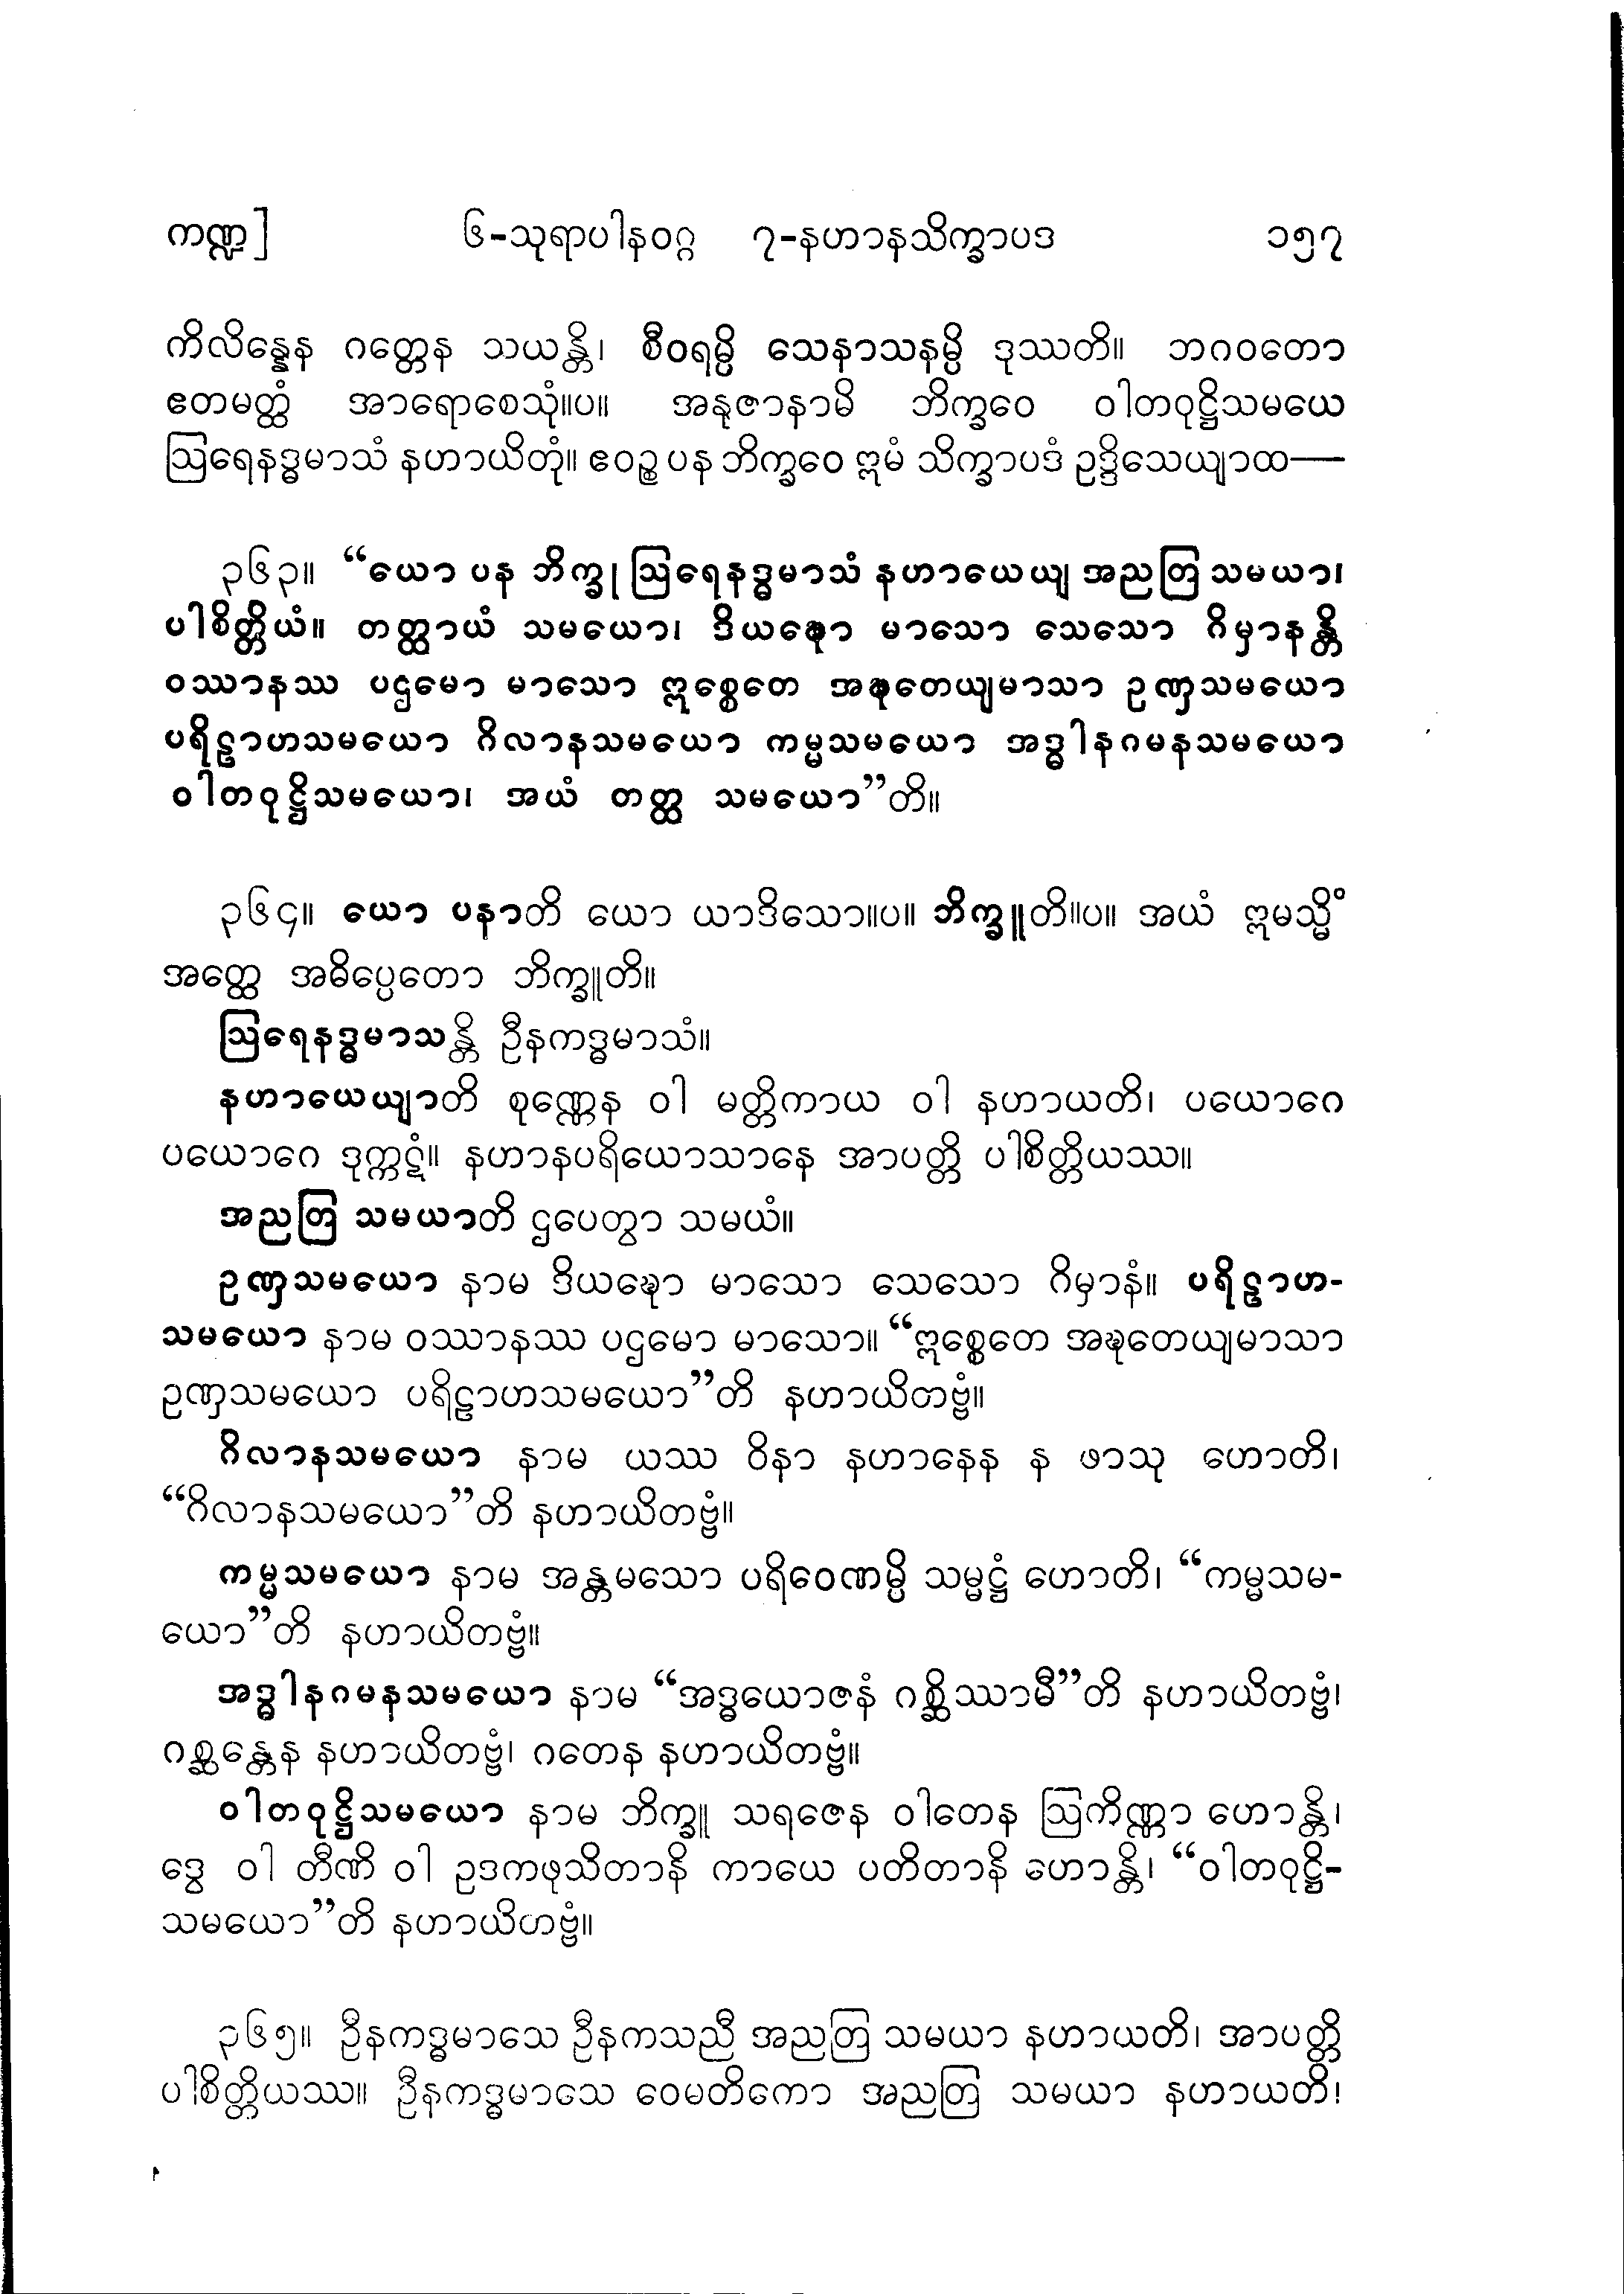 ကဏ္ဍ] ၆-သုရာပါနဝဂ္ဂ ၇-နဟာနသိက္ခာပဒ ၁၅၇
ကိလိန္နေန ဂတ္တေန သယန္တိ၊ စီဝရမ္ပိ သေနာသနမ္ပိ ဒုဿတိ။ ဘဂဝတော
ဧတမတ္ထံ အာရောစေသုံ။ပ။ အနုဇာနာမိ ဘိက္ခဝေ ဝါတဝုဋ္ဌိသမယေ
ဩရေနဒ္ဓမာသံ နဟာယိတုံ။ ဧဝဉ္စ ပန ဘိက္ခဝေ ဣမံ သိက္ခာပဒံ ဥဒ္ဒိသေယျာထ—
၃၆၃။ “ယော ပန ဘိက္ခု ဩရေနဒ္ဓမာသံ နဟာယေယျ အညတြ သမယာ၊
ပါစိတ္တိယံ။ တတ္ထာယံ သမယော၊ ဒိယဍ္ဎော မာသော သေသော ဂိမှာနန္တိ
ဝဿာနဿ ပဌမော မာသော ဣစ္စေတေ အဍ္ဎတေယျမာသာ ဥဏှသမယော
ပရိဠာဟသမယော ဂိလာနသမယော ကမ္မသမယော အဒ္ဓါနဂမနသမယော
ဝါတဝုဋ္ဌိသမယော၊ အယံ တတ္ထ သမယော”တိ။
၃၆၄။ ယော ပနာတိ ယော ယာဒိသော။ပ။ ဘိက္ခူတိ။ပ။ အယံ ဣမသ္မိံ
အတ္ထေ အဓိပ္ပေတော ဘိက္ခူတိ။
ဩရေနဒ္ဓမာသန္တိ ဦနကဒ္ဓမာသံ။
နဟာယေယျာတိ စုဏ္ဏေန ဝါ မတ္တိကာယ ဝါ နဟာယတိ၊ ပယောဂေ
ပယောဂေ ဒုက္ကဋံ။ နဟာနပရိယောသာနေ အာပတ္တိ ပါစိတ္တိယဿ။
အညတြ သမယာတိ ဌပေတွာ သမယံ။
ဥဏှသမယော နာမ ဒိယဍ္ဎော မာသော သေသော ဂိမှာနံ။ ပရိဠာဟ-
သမယော နာမ ဝဿာနဿ ပဌမော မာသော။ “ဣစ္စေတေ အဍ္ဎတေယျမာသာ
ဥဏှသမယော ပရိဠာဟသမယော”တိ နဟာယိတဗ္ဗံ။
ဂိလာနသမယော နာမ ယဿ ဝိနာ နဟာနေန န ဖာသု ဟောတိ၊
“ဂိလာနသမယော”တိ နဟာယိတဗ္ဗံ။
ကမ္မသမယော နာမ အန္တမသော ပရိဝေဏမ္ပိ သမ္မဋ္ဌံ ဟောတိ၊ “ကမ္မသမ-
ယော”တိ နဟာယိတဗ္ဗံ။
အဒ္ဓါနဂမနသမယော နာမ “အဒ္ဓယောဇနံ ဂစ္ဆိဿာမီ”တိ နဟာယိတဗ္ဗံ၊
ဂစ္ဆန္တေန နဟာယိတဗ္ဗံ၊ ဂတေန နဟာယိတဗ္ဗံ။
ဝါတဝုဋ္ဌိသမယော နာမ ဘိက္ခူ သရဇေန ဝါတေန ဩကိဏ္ဏာ ဟောန္တိ၊
ဒွေ ဝါ တီဏိ ဝါ ဥဒကဖုသိတာနိ ကာယေ ပတိတာနိ ဟောန္တိ၊ “ဝါတဝုဋ္ဌိ-
သမယော”တိ နဟာယိတဗ္ဗံ။
၃၆၅။ ဦနကဒ္ဓမာသေ ဦနကသညီ အညတြ သမယာ နဟာယတိ၊ အာပတ္တိ
ပါစိတ္တိယဿ။ ဦနကဒ္ဓမာသေ ဝေမတိကော အညတြ သမယာ နဟာယတိ၊